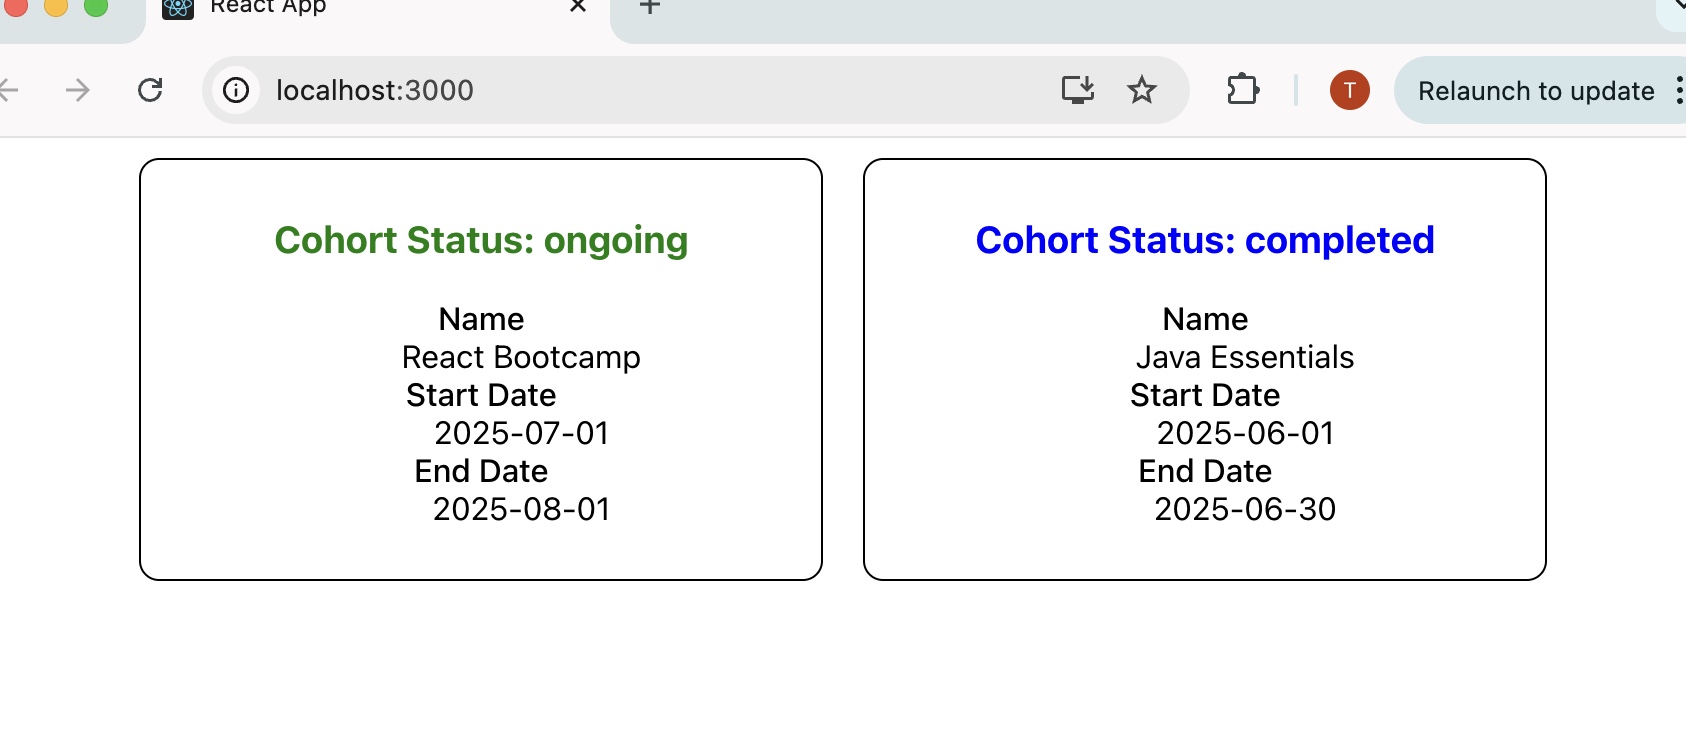 React App
localhost:3000
T
Relaunch to update
Cohort Status: ongoing
Name
React Bootcamp
Start Date
2025-07-01
End Date
2025-08-01
Cohort Status: completed
Name
Java Essentials
Start Date
2025-06-01
End Date
2025-06-30